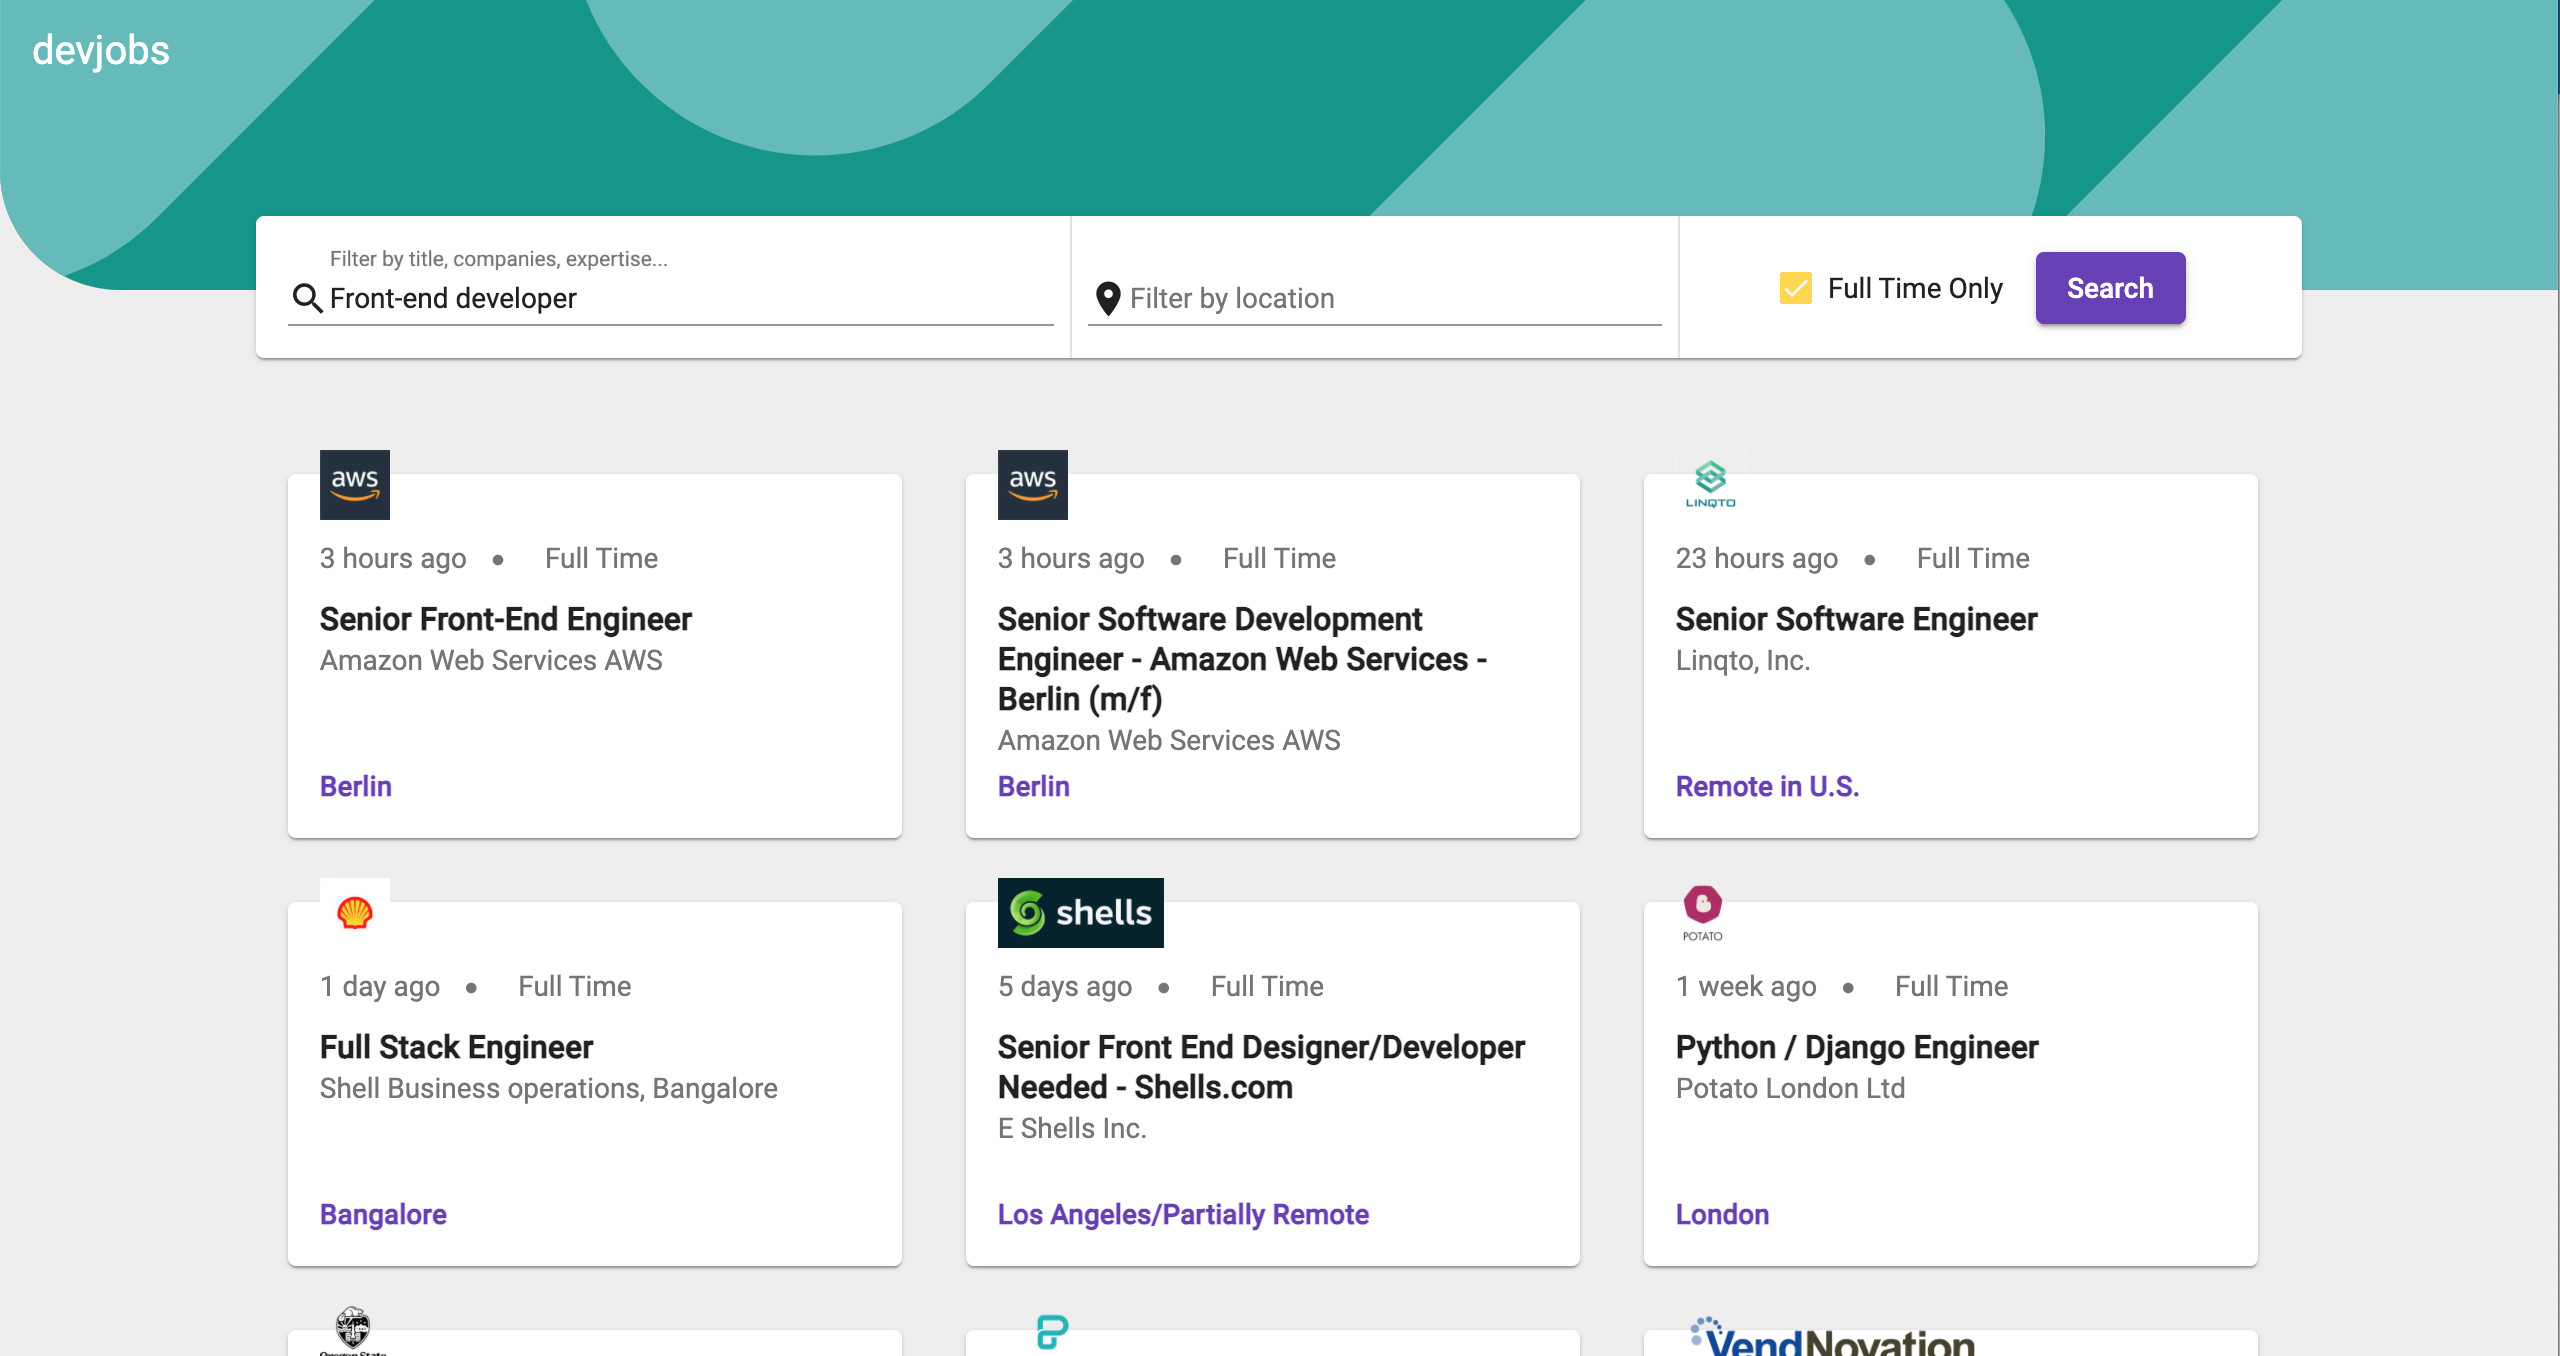 devjobs
Filter by title, companies, expertise...
Front-end developer
Filter by location
Full Time Only
Search
aws
3 hours ago • Full Time
Senior Front-End Engineer
Amazon Web Services AWS
Berlin
aws
3 hours ago • Full Time
Senior Software Development
Engineer - Amazon Web Services -
Berlin (m/f)
Amazon Web Services AWS
Berlin
LINQTO
23 hours ago • Full Time
Senior Software Engineer
Linqto, Inc.
Remote in U.S.
1 day ago • Full Time
Full Stack Engineer
Shell Business operations, Bangalore
Bangalore
shells
5 days ago • Full Time
Senior Front End Designer/Developer
Needed - Shells.com
E Shells Inc.
Los Angeles/Partially Remote
POTATO
1 week ago • Full Time
Python / Django Engineer
Potato London Ltd
London
Oregon State
VendNovation